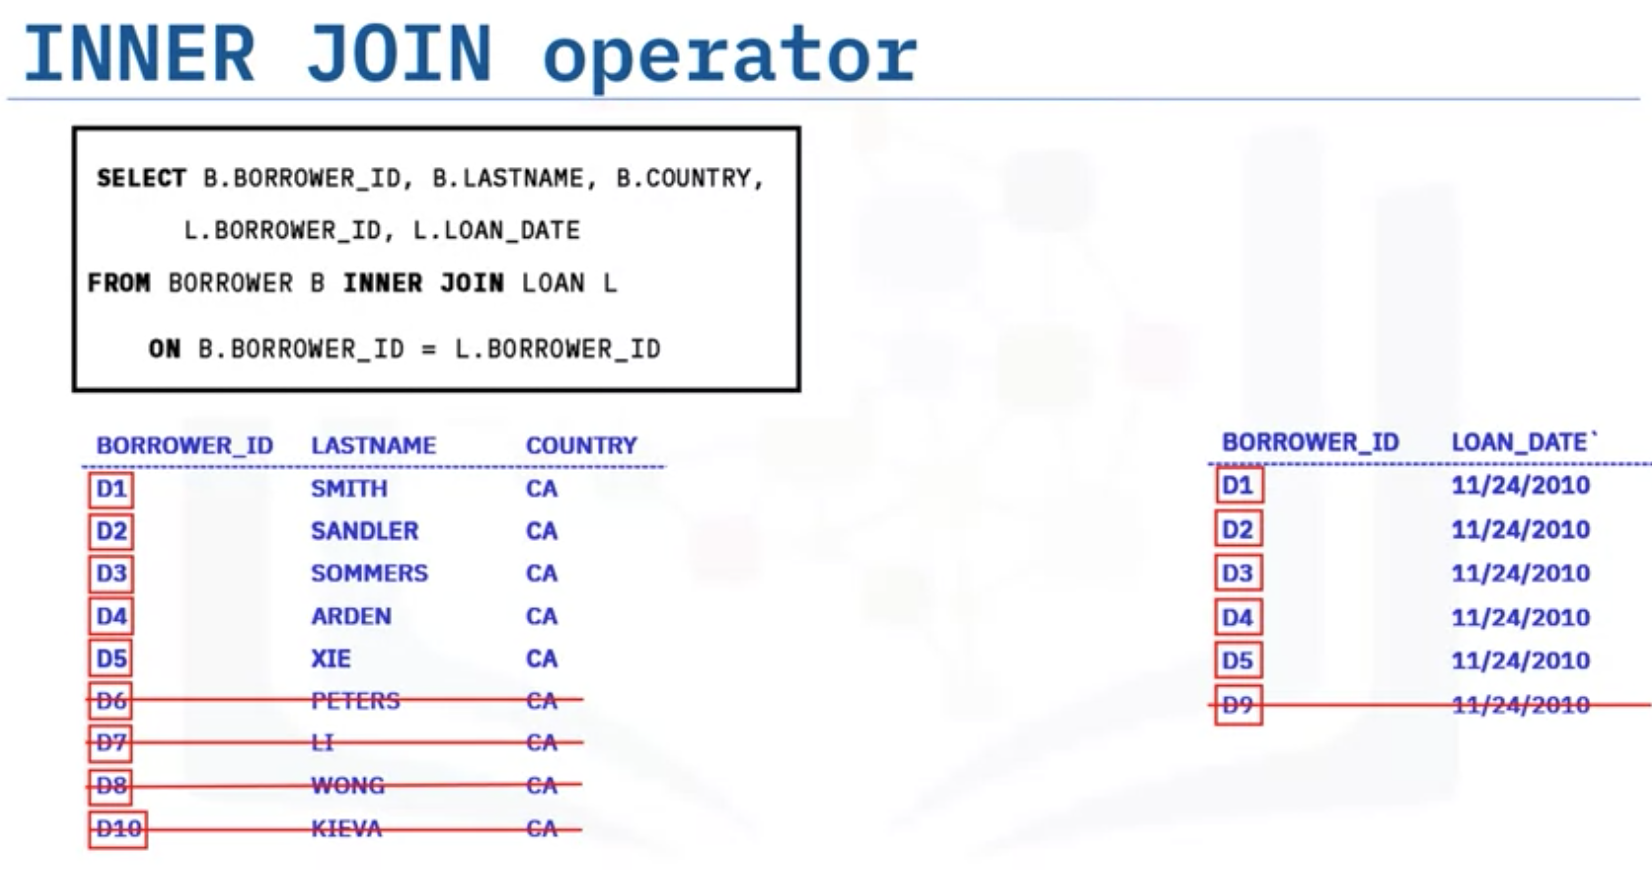 INNER JOIN operator
SELECT B.BORROWER_ID, B.LASTNAME, B.COUNTRY,
L.BORROWER_ID, L.LOAN_DATE
FROM BORROWER B INNER JOIN LOAN L
ON B.BORROWER_ID = L.BORROWER_ID
BORROWER_ID LASTNAME COUNTRY
D1 SMITH CA
D2 SANDLER CA
D3 SOMMERS CA
D4 ARDEN CA
D5 XIE CA
D6 PETERS CA
D7 LI CA
D8 WONG CA
D10 KIEVA CA
BORROWER_ID LOAN_DATE`
D1 11/24/2010
D2 11/24/2010
D3 11/24/2010
D4 11/24/2010
D5 11/24/2010
D9 11/24/2010